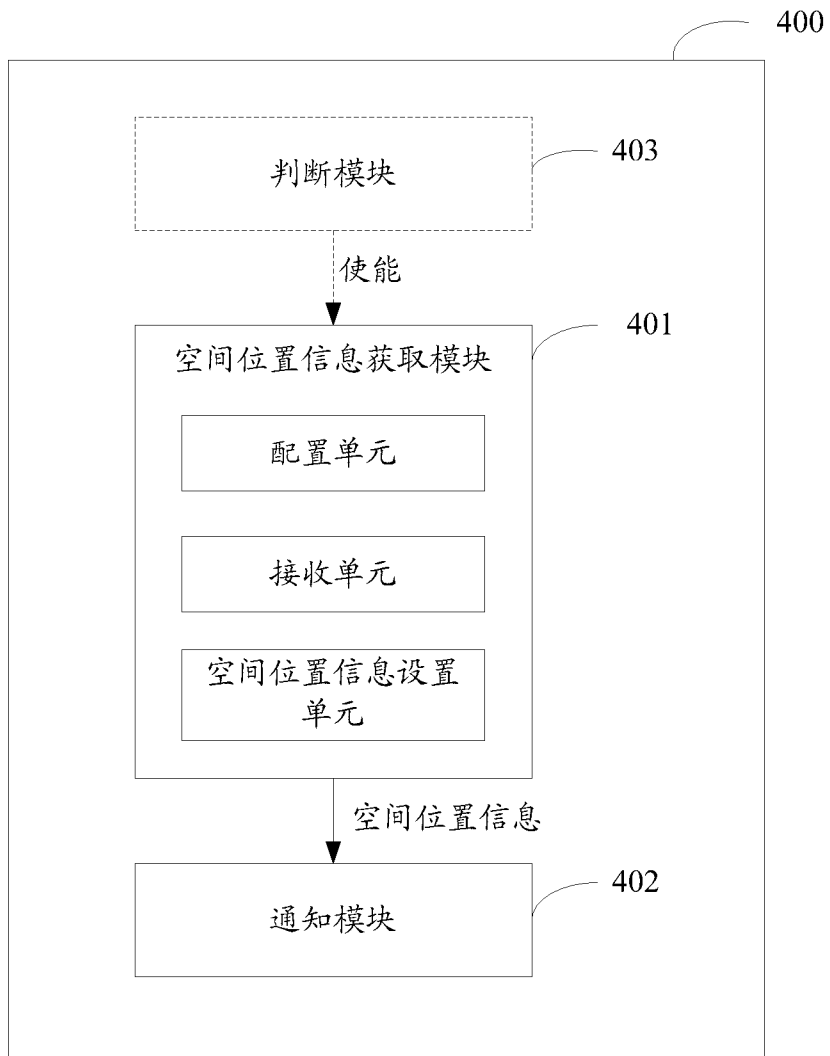 400
判断模块
403
使能
401
空间位置信息获取模块
配置单元
接收单元
空间位置信息设置
单元
空间位置信息
402
通知模块